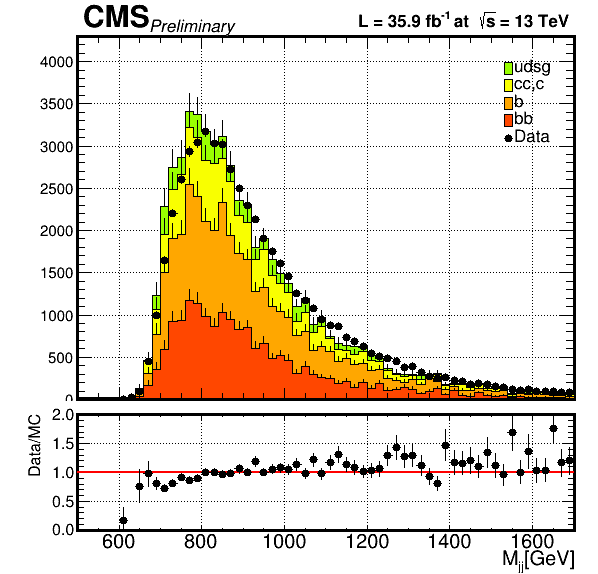 CMS Preliminary L = 35.9 fb-1 at √s = 13 TeV
4000
3500
3000
2500
2000
1500
1000
500
0
udsg
cc,c
b
bb
Data
Data/MC
2.0
1.5
1.0
0.5
0.0
600 800 1000 1200 1400 1600
Mjj[GeV]